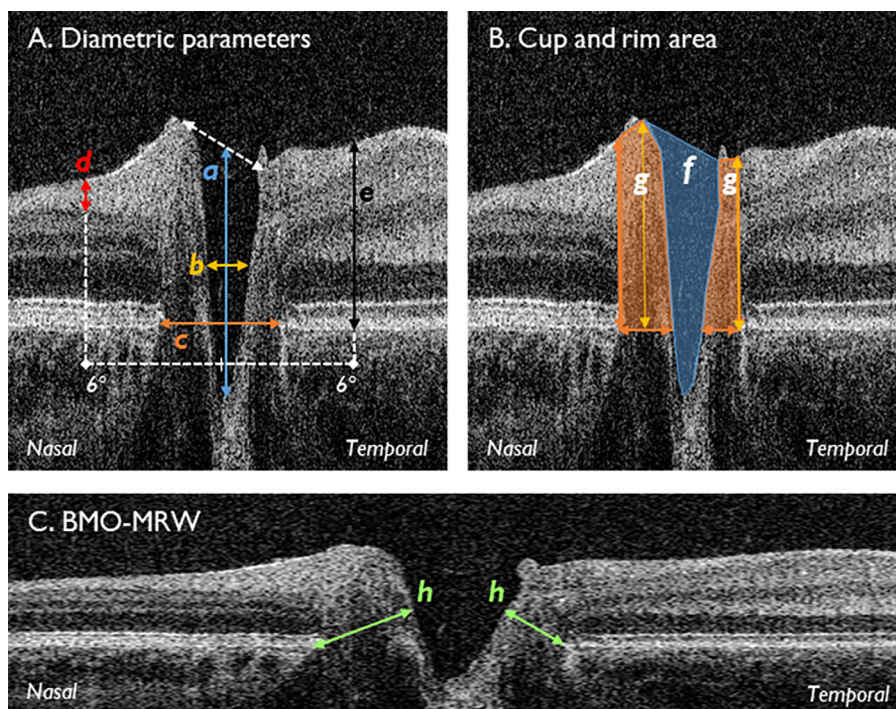 A. Diametric parameters
d
a
e
b
c
6°
6°
Nasal
Temporal
B. Cup and rim area
g
f
g
Nasal
Temporal
C. BMO-MRW
h
h
Nasal
Temporal